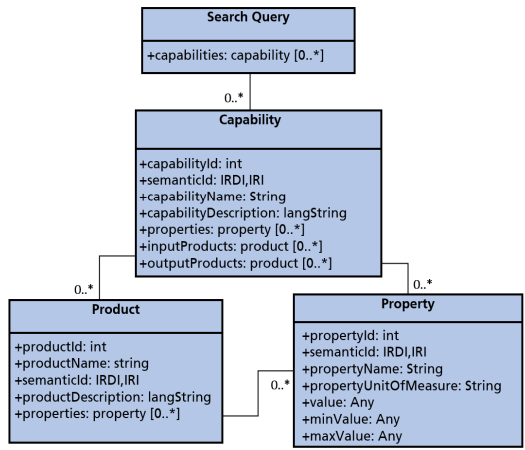 Search Query
+capabilities: capability [0..*]
0..*
Capability
+capabilityId: int
+semanticId: IRDI,IRI
+capabilityName: String
+capabilityDescription: langString
+properties: property [0..*]
+inputProducts: product [0..*]
+outputProducts: product [0..*]
0..*
0..*
Product
+productId: int
+productName: string
+semanticId: IRDI,IRI
+productDescription: langString
+properties: property [0..*]
0..*
Property
+propertyId: int
+semanticId: IRDI,IRI
+propertyName: String
+propertyUnitOfMeasure: String
+value: Any
+minValue: Any
+maxValue: Any